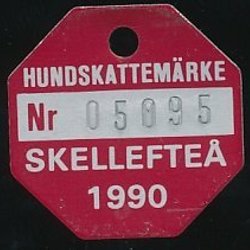 HUNDSKATTEMÄRKE
Nr 05095
SKELLEFTEÅ
1990